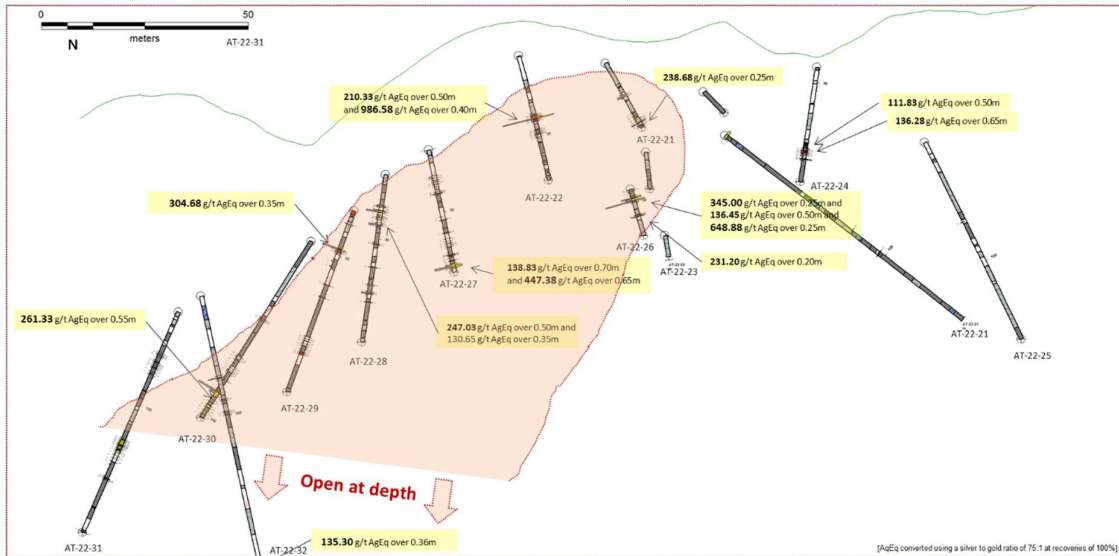 0
50
N
meters
AT-22-31
238.68 g/t AgEq over 0.25m
210.33 g/t AgEq over 0.50m
and 986.58 g/t AgEq over 0.40m
111.83 g/t AgEq over 0.50m
136.28 g/t AgEq over 0.65m
AT-22-21
AT-22-22
AT-22-24
304.68 g/t AgEq over 0.35m
345.00 g/t AgEq over 0.25m and
136.45 g/t AgEq over 0.50m and
648.88 g/t AgEq over 0.25m
AT-22-26
AT-22-23
231.20 g/t AgEq over 0.20m
AT-22-27
138.83 g/t AgEq over 0.70m
and 447.38 g/t AgEq over 0.65m
261.33 g/t AgEq over 0.55m
247.03 g/t AgEq over 0.50m and
130.65 g/t AgEq over 0.35m
AT-22-21
AT-22-25
AT-22-28
AT-22-29
AT-22-30
Open at depth
AT-22-31
AT-22-32
135.30 g/t AgEq over 0.36m
[AqEq converted using a silver to gold ratio of 75:1 at recoveries of 100%]